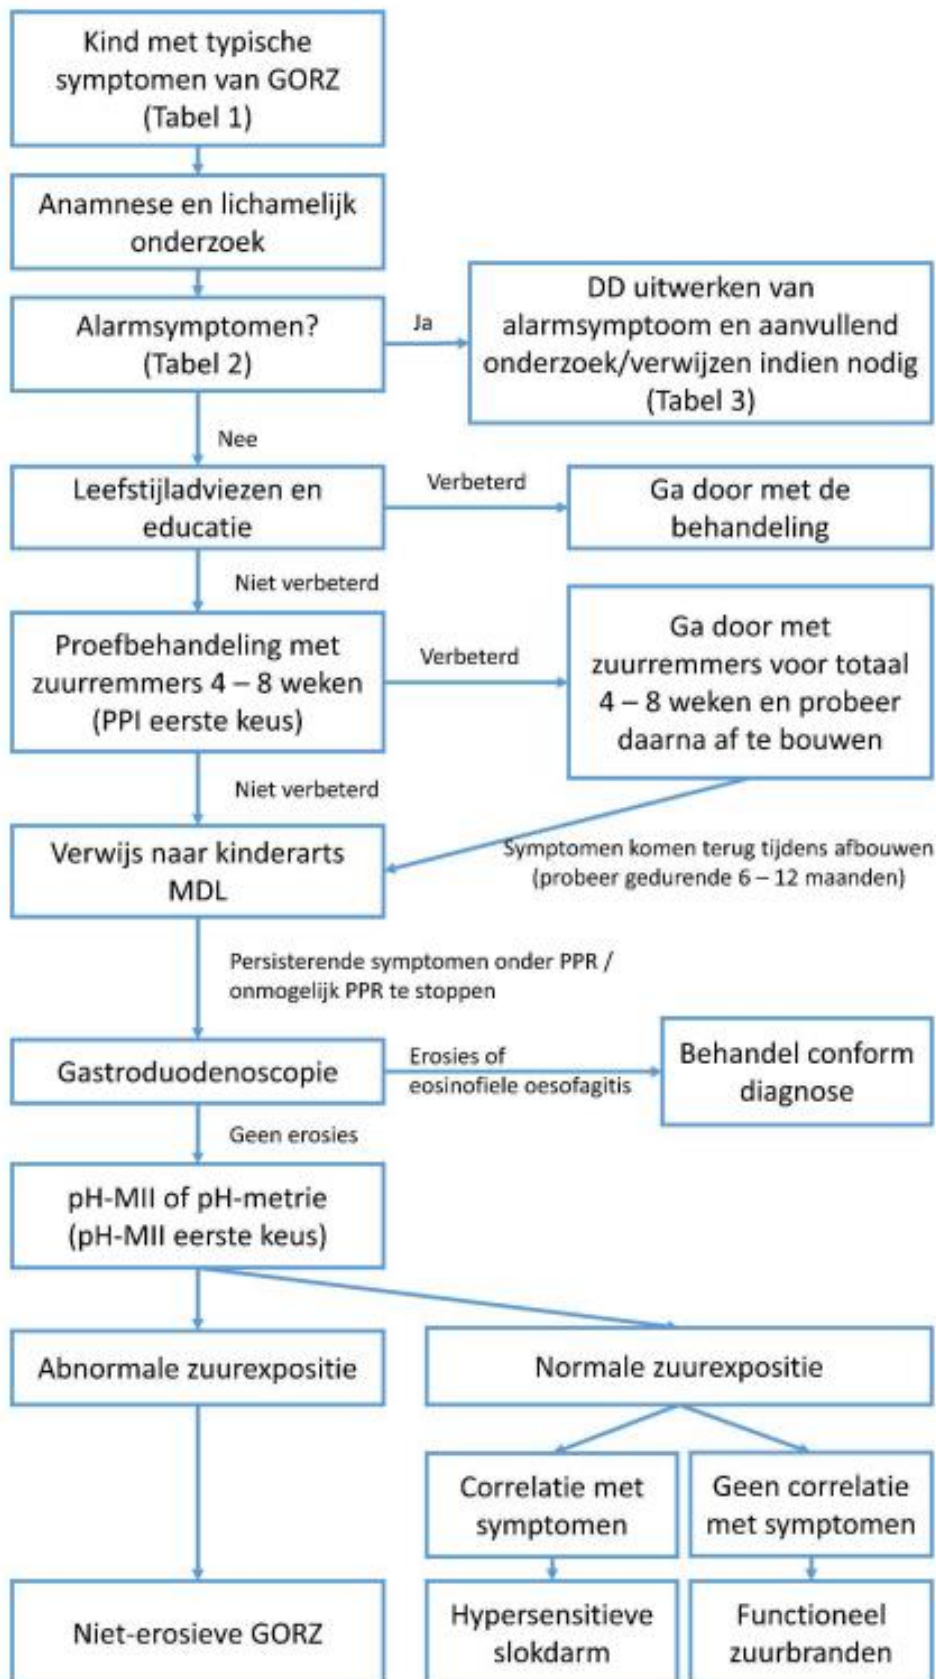 Kind met typische
symptomen van GORZ
(Tabel 1)
Anamnese en lichamelijk
onderzoek
Alarmsymptomen?
(Tabel 2)
Ja
DD uitwerken van
alarmsymptoom en aanvullend
onderzoek/verwijzen indien nodig
(Tabel 3)
Nee
Leefstijladviezen en
educatie
Verbeterd
Ga door met de
behandeling
Niet verbeterd
Proefbehandeling met
zuurremmers 4 – 8 weken
(PPI eerste keus)
Verbeterd
Ga door met
zuurremmers voor totaal
4 – 8 weken en probeer
daarna af te bouwen
Niet verbeterd
Verwijs naar kinderarts
MDL
Symptomen komen terug tijdens afbouwen
(probeer gedurende 6 – 12 maanden)
Persisterende symptomen onder PPR /
onmogelijk PPR te stoppen
Gastroduodenoscopie
Erosies of
eosinofiele oesofagitis
Behandel conform
diagnose
Geen erosies
pH-MII of pH-metrie
(pH-MII eerste keus)
Abnormale zuurexpositie
Normale zuurexpositie
Correlatie met
symptomen
Geen correlatie
met symptomen
Niet-erosieve GORZ
Hypersensitieve
slokdarm
Functioneel
zuurbranden